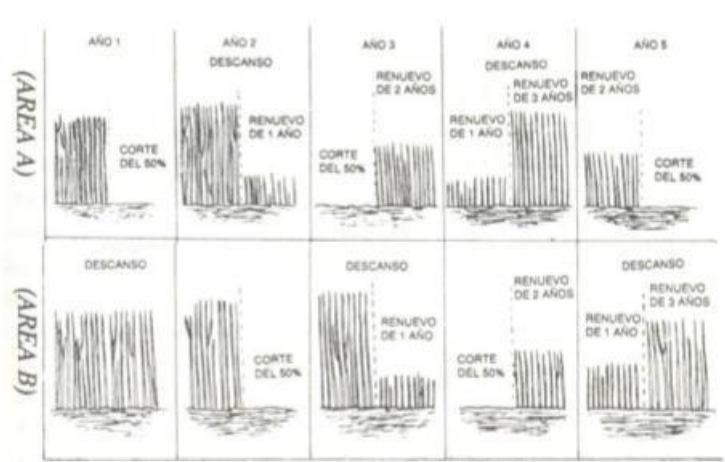 AÑO 1
AÑO 2
AÑO 3
AÑO 4
AÑO 5
(AREA A)
CORTE
DEL 50%
DESCANSO
RENUEVO
DE 1 AÑO
RENUEVO
DE 2 AÑOS
CORTE
DEL 50%
DESCANSO
RENUEVO
DE 3 AÑOS
RENUEVO
DE 1 AÑO
RENUEVO
DE 2 AÑOS
CORTE
DEL 50%
(AREA B)
DESCANSO
CORTE
DEL 50%
DESCANSO
RENUEVO
DE 1 AÑO
RENUEVO
DE 2 AÑOS
CORTE
DEL 50%
DESCANSO
RENUEVO
DE 3 AÑOS
RENUEVO
DE 1 AÑO